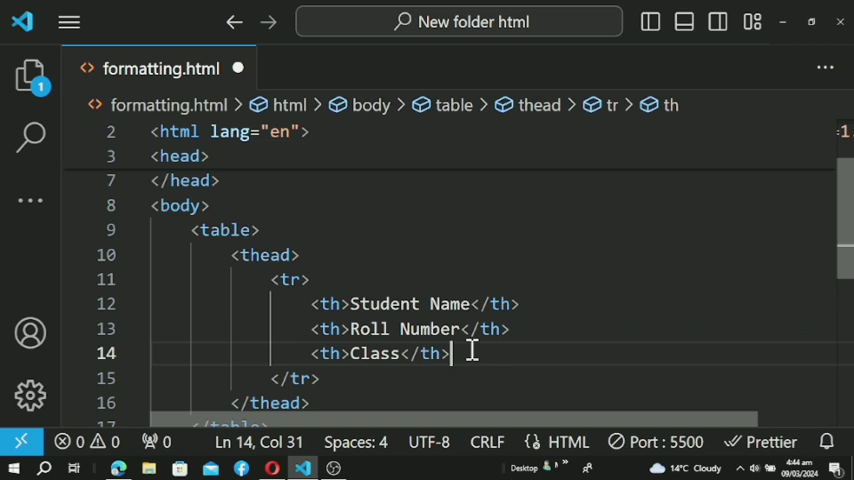 New folder html
formatting.html
formatting.html > html > body > table > thead > tr > th
2 <html lang="en">
3 <head>
=1.
7 </head>
8 <body>
9 <table>
10 <thead>
11 <tr>
12 <th>Student Name</th>
13 <th>Roll Number</th>
14 <th>Class</th>
15 </tr>
16 </thead>
17 </table>
1
0 0 0 Ln 14, Col 31 Spaces: 4 UTF-8 CRLF HTML Port : 5500 Prettier
Desktop 14°C Cloudy 4:44 am
09/03/2024